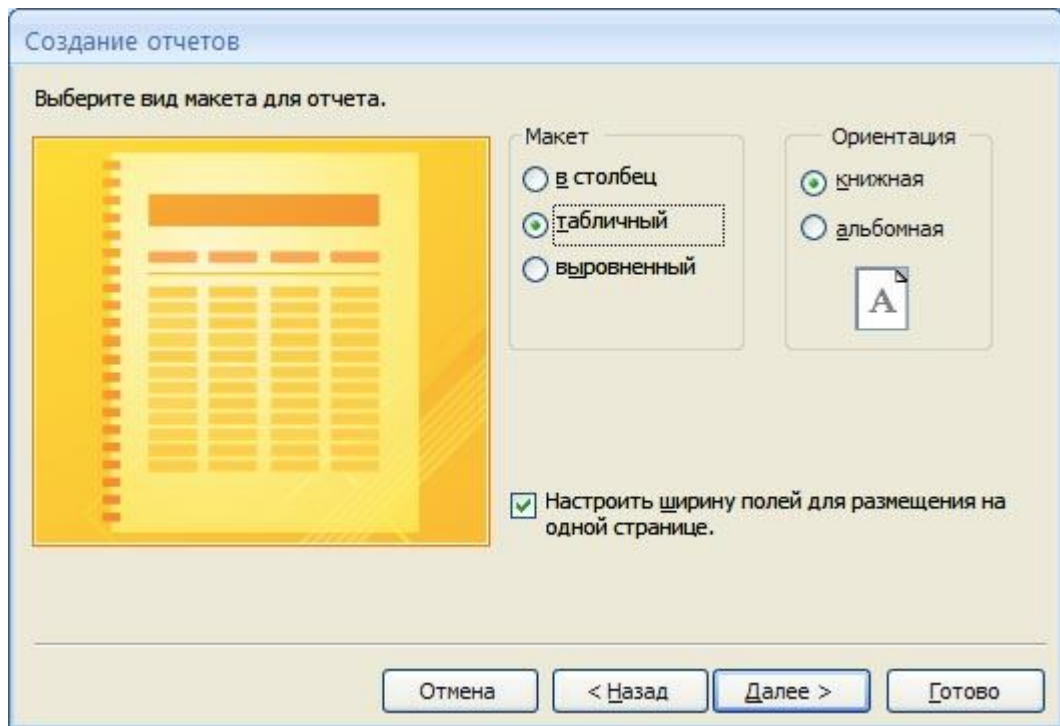 Создание отчетов
Выберите вид макета для отчета.
Макет
в столбец
табличный
выровненный
Ориентация
книжная
альбомная
A
Настроить ширину полей для размещения на
одной странице.
Отмена
< Назад
Далее >
Готово